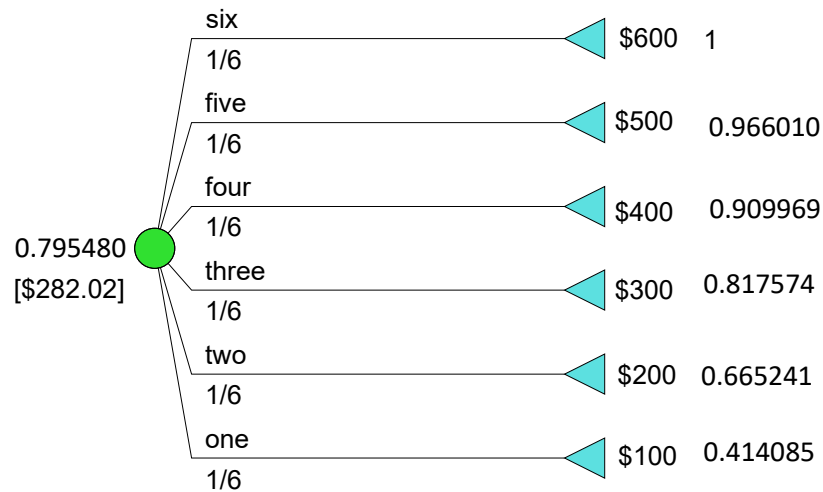 six
1/6
$600 1
five
1/6
$500 0.966010
four
1/6
$400 0.909969
0.795480
[$282.02]
three
1/6
$300 0.817574
two
1/6
$200 0.665241
one
1/6
$100 0.414085